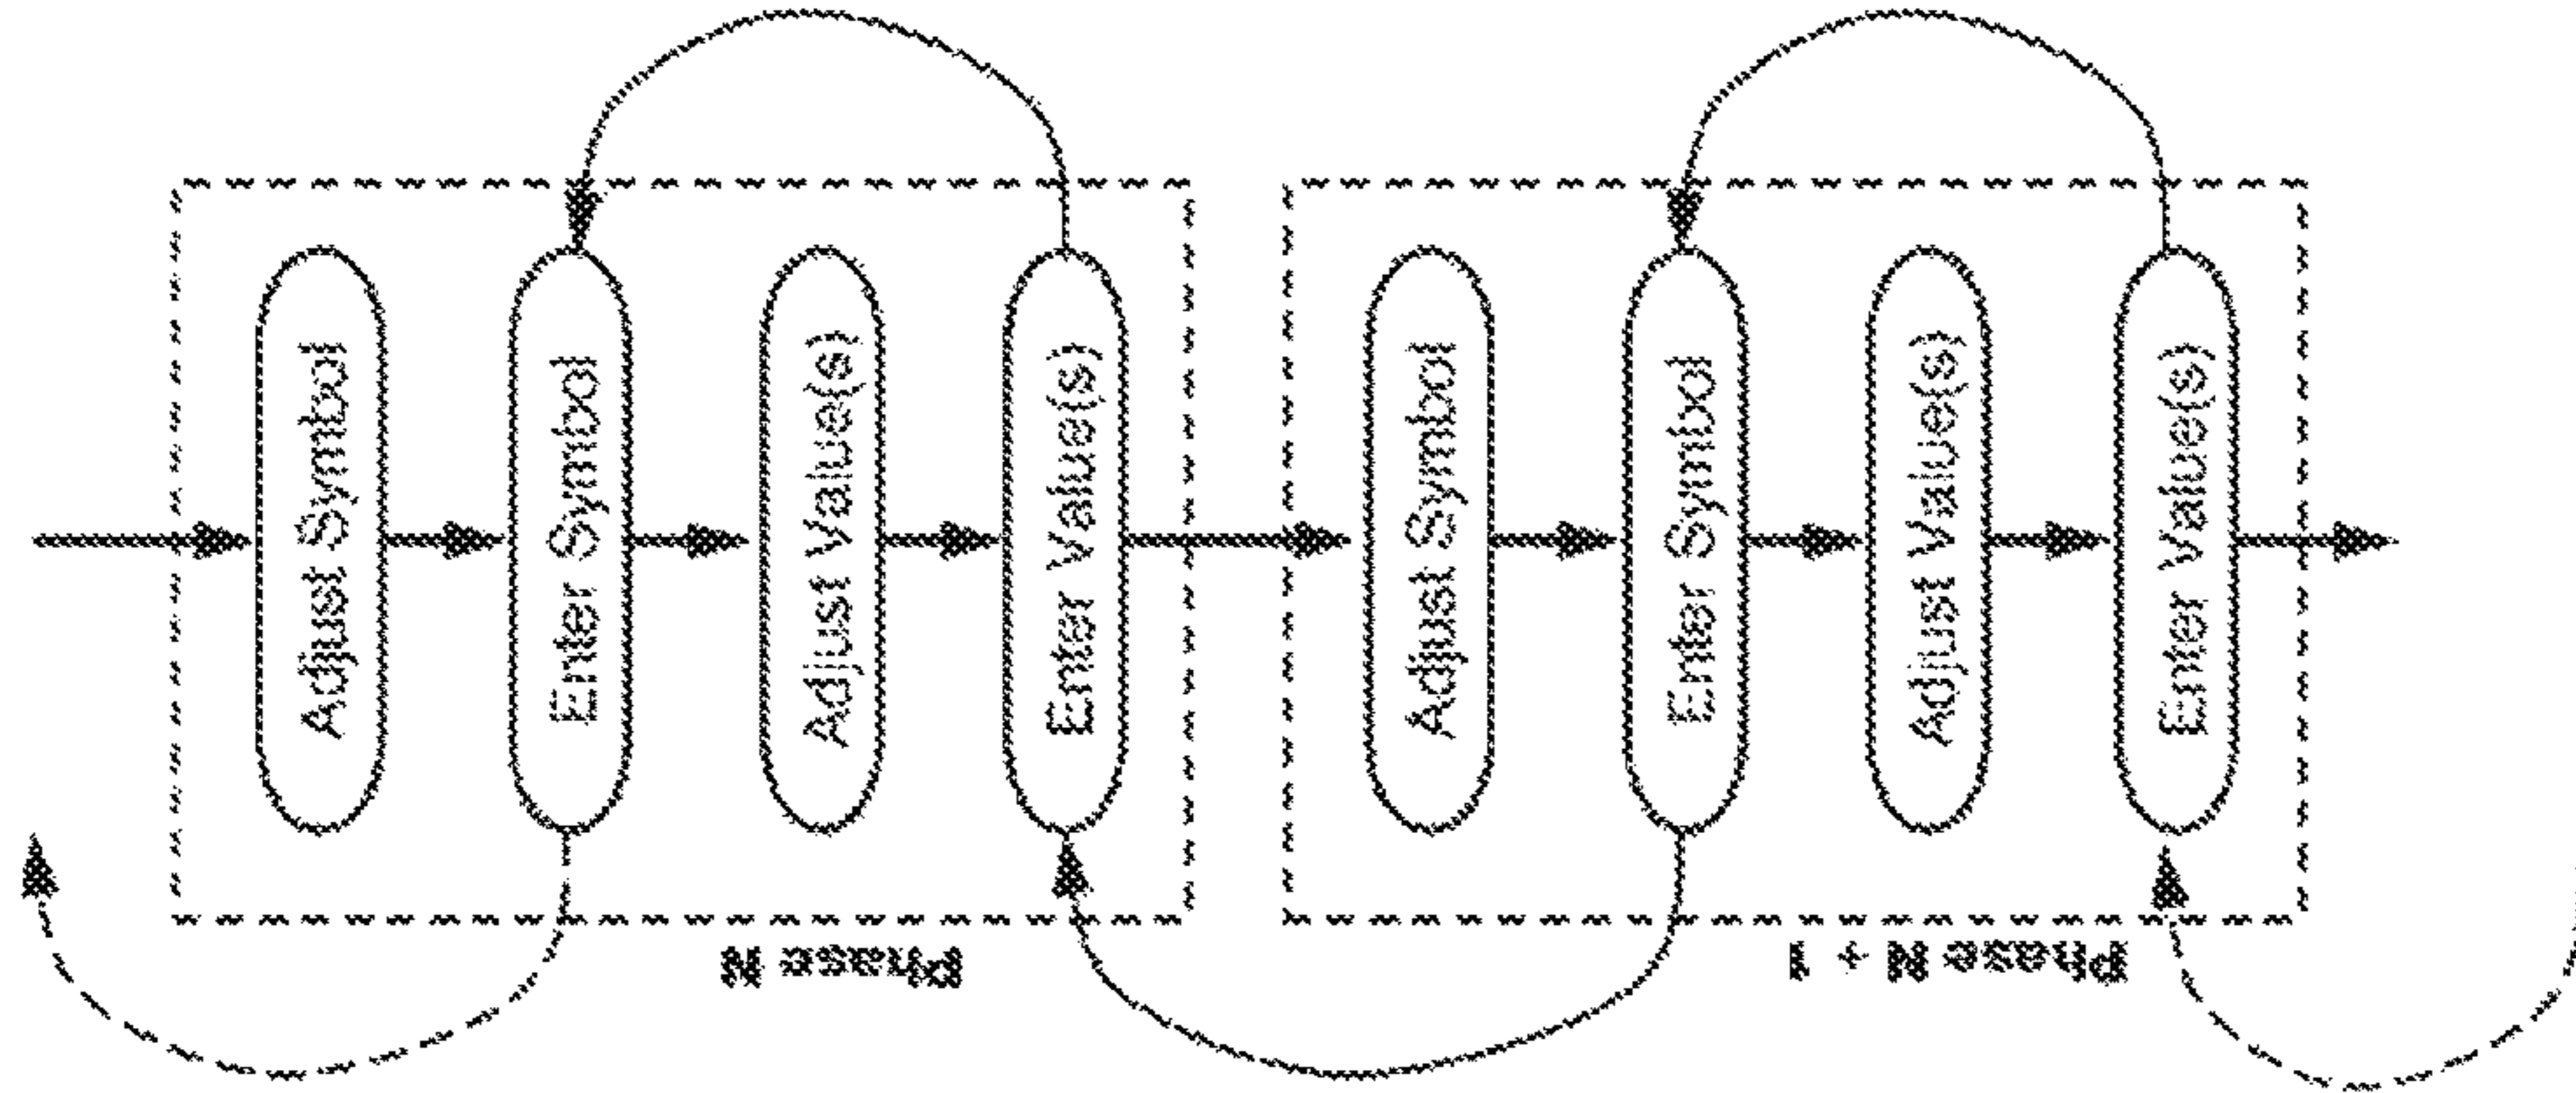 Phase N
Adjust Symbol
Enter Symbol
Adjust Value(s)
Enter Value(s)
Phase N + 1
Adjust Symbol
Enter Symbol
Adjust Value(s)
Enter Value(s)